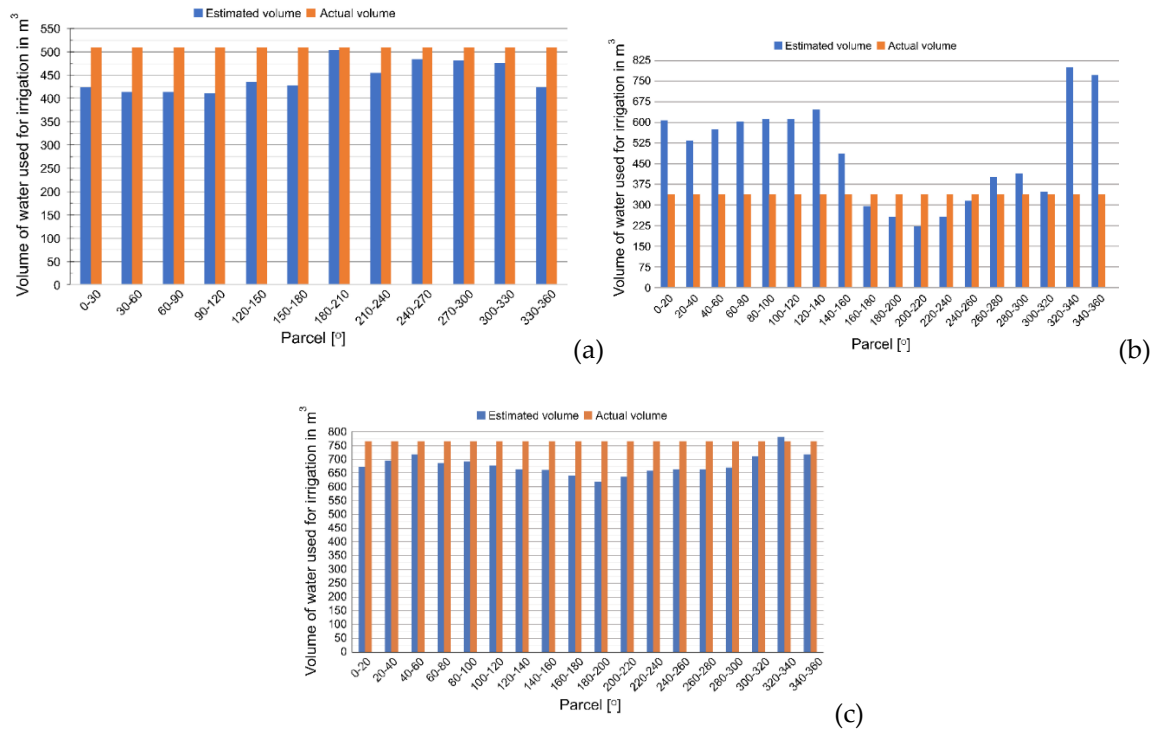 Estimated volume Actual volume
Volume of water used for irrigation in m³
550
500
450
400
350
300
250
200
150
100
50
0
0-30 30-60 60-90 90-120 120-150 150-180 180-210 210-240 240-270 270-300 300-330 330-360
Parcel [°]
(a)
Estimated volume Actual volume
Volume of water used for irrigation in m³
825
750
675
600
525
450
375
300
225
150
75
0
0-20 20-40 40-60 60-80 80-100 100-120 120-140 140-160 160-180 180-200 200-220 220-240 240-260 260-280 280-300 300-320 320-340 340-360
Parcel [°]
(b)
Estimated volume Actual volume
Volume of water used for irrigation in m³
800
750
700
650
600
550
500
450
400
350
300
250
200
150
100
50
0
0-20 20-40 40-60 60-80 80-100 100-120 120-140 140-160 160-180 180-200 200-220 220-240 240-260 260-280 280-300 300-320 320-340 340-360
Parcel [°]
(c)